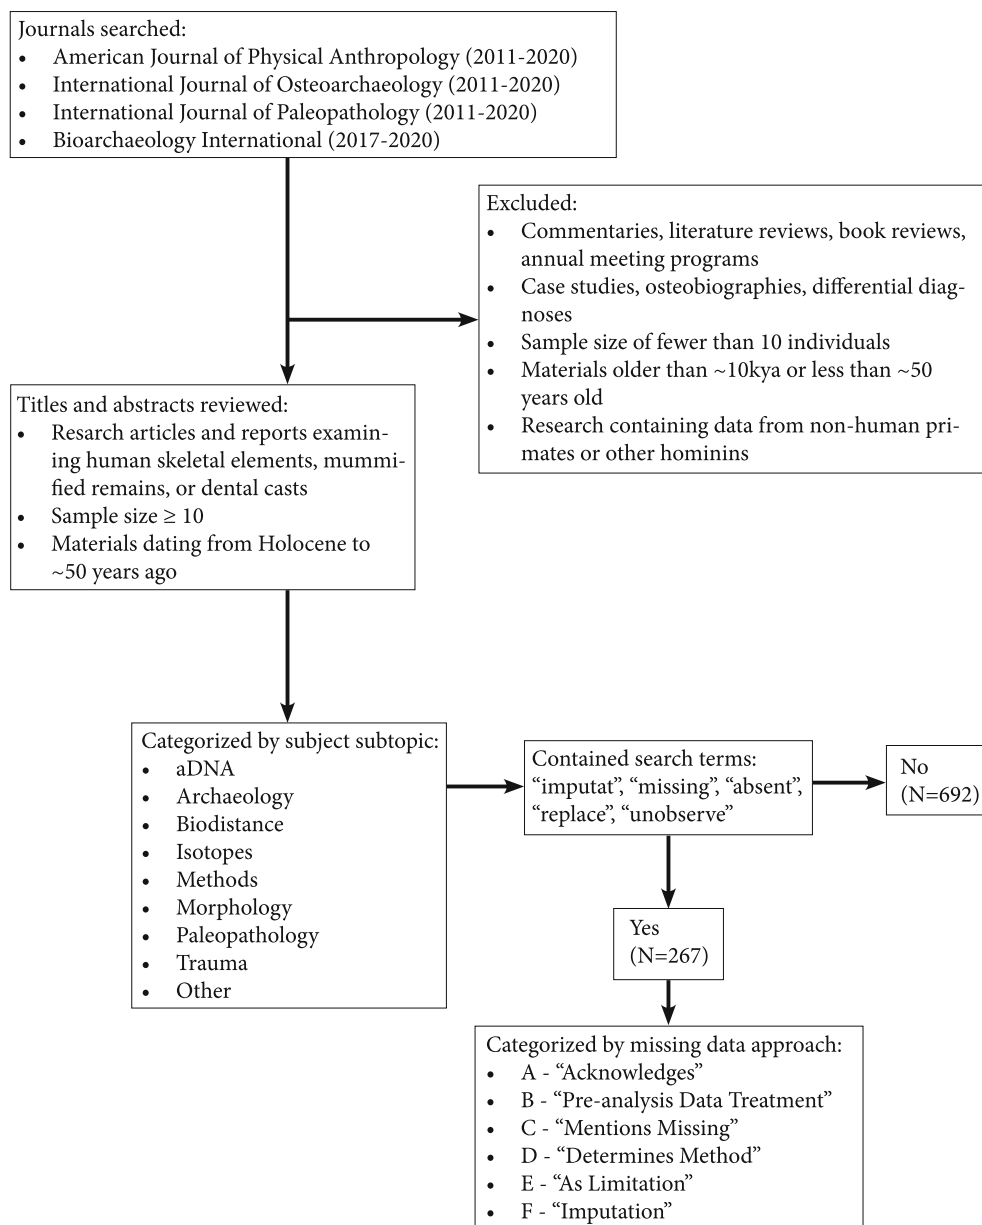 Journals searched:
• American Journal of Physical Anthropology (2011-2020)
• International Journal of Osteoarchaeology (2011-2020)
• International Journal of Paleopathology (2011-2020)
• Bioarchaeology International (2017-2020)
Excluded:
• Commentaries, literature reviews, book reviews,
annual meeting programs
• Case studies, osteobiographies, differential diag-
noses
• Sample size of fewer than 10 individuals
• Materials older than ~10kya or less than ~50
years old
• Research containing data from non-human pri-
mates or other hominins
Titles and abstracts reviewed:
• Resarch articles and reports examin-
ing human skeletal elements, mummi-
fied remains, or dental casts
• Sample size ≥ 10
• Materials dating from Holocene to
~50 years ago
Categorized by subject subtopic:
• aDNA
• Archaeology
• Biodistance
• Isotopes
• Methods
• Morphology
• Paleopathology
• Trauma
• Other
Contained search terms:
“imputat”, “missing”, “absent”,
“replace”, “unobserve”
No
(N=692)
Yes
(N=267)
Categorized by missing data approach:
• A - “Acknowledges”
• B - “Pre-analysis Data Treatment”
• C - “Mentions Missing”
• D - “Determines Method”
• E - “As Limitation”
• F - “Imputation”